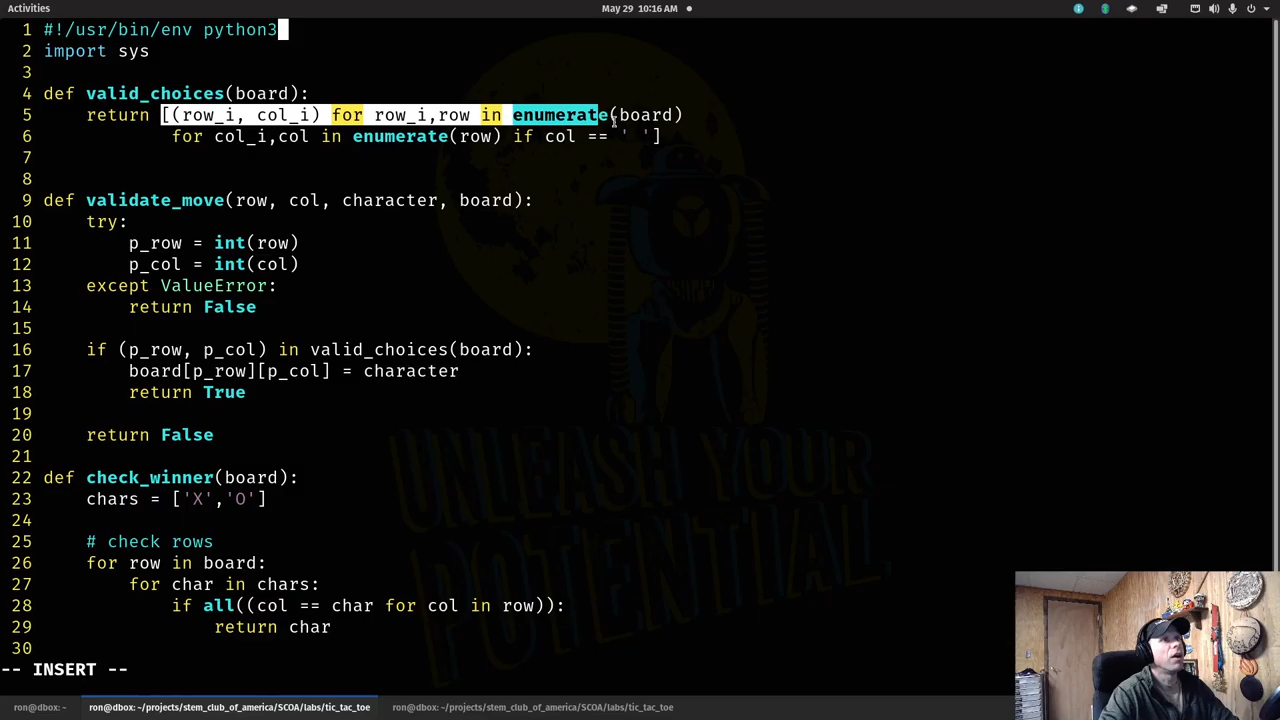 Activities
May 29 10:16 AM
1 #!/usr/bin/env python3
2 import sys
3
4 def valid_choices(board):
5     return [(row_i, col_i) for row_i,row in enumerate(board)
6             for col_i,col in enumerate(row) if col == ' ']
7
8
9 def validate_move(row, col, character, board):
10     try:
11         p_row = int(row)
12         p_col = int(col)
13     except ValueError:
14         return False
15
16     if (p_row, p_col) in valid_choices(board):
17         board[p_row][p_col] = character
18         return True
19
20     return False
21
22 def check_winner(board):
23     chars = ['X','O']
24
25     # check rows
26     for row in board:
27         for char in chars:
28             if all((col == char for col in row)):
29                 return char
30
-- INSERT --
UNLEASH YOUR
POTENTIAL
ron@dbox: ~
ron@dbox: ~/projects/stem_club_of_america/SCOA/labs/tic_tac_toe
ron@dbox: ~/projects/stem_club_of_america/SCOA/labs/tic_tac_toe